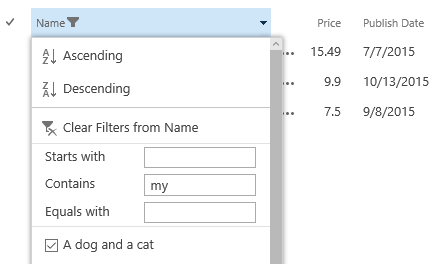 Name Price Publish Date
Ascending ... 15.49 7/7/2015
Descending ... 9.9 10/13/2015
... 7.5 9/8/2015
Clear Filters from Name
Starts with
Contains my
Equals with
A dog and a cat